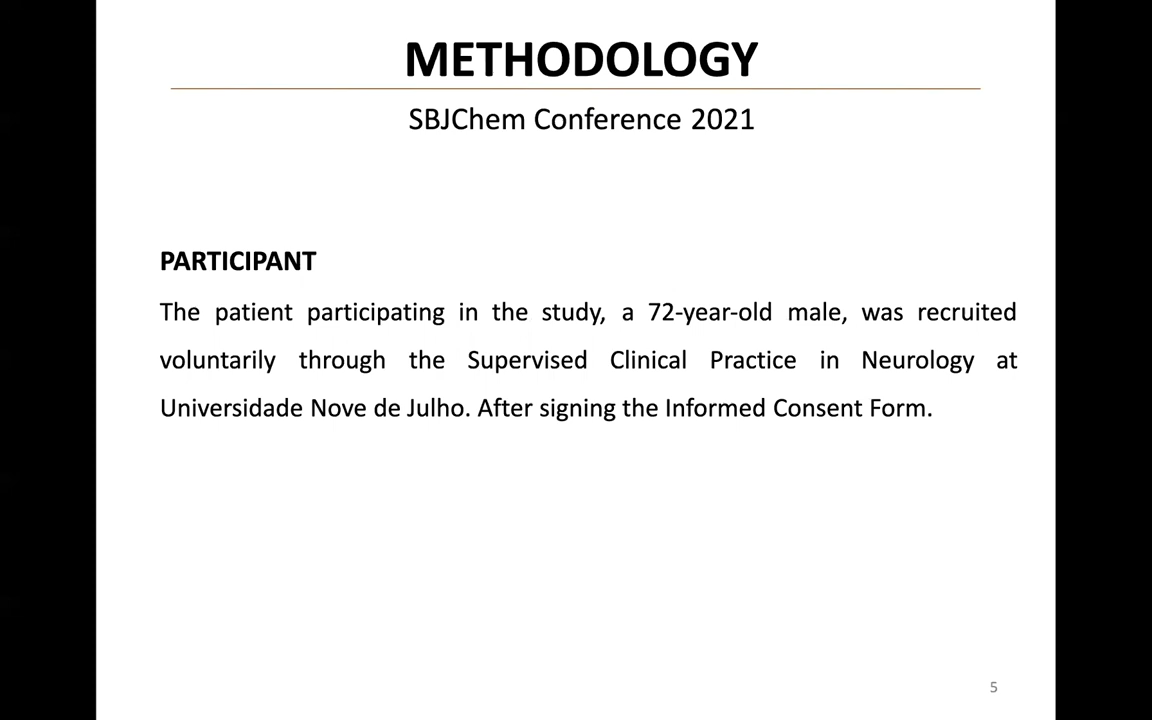 METHODOLOGY
SBJChem Conference 2021
PARTICIPANT
The patient participating in the study, a 72-year-old male, was recruited
voluntarily through the Supervised Clinical Practice in Neurology at
Universidade Nove de Julho. After signing the Informed Consent Form.
5